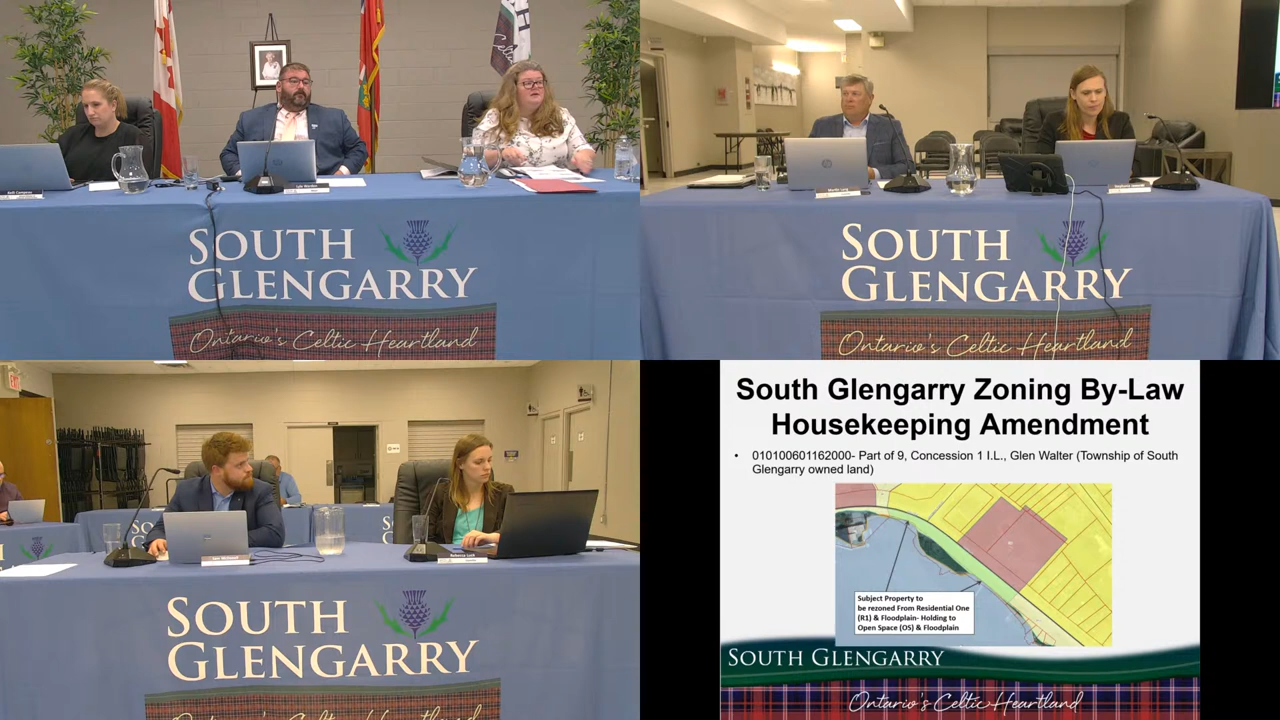 SOUTH
GLENGARRY
Ontario's Celtic Heartland
SOUTH
GLENGARRY
Ontario's Celtic Heartland
SOUTH
GLENGARRY
South Glengarry Zoning By-Law
Housekeeping Amendment
• 010100601162000- Part of 9, Concession 1 I.L., Glen Walter (Township of South
Glengarry owned land)
Subject Property to
be rezoned From Residential One
(R1) & Floodplain- Holding to
Open Space (OS) & Floodplain
SOUTH GLENGARRY
Ontario's Celtic Heartland